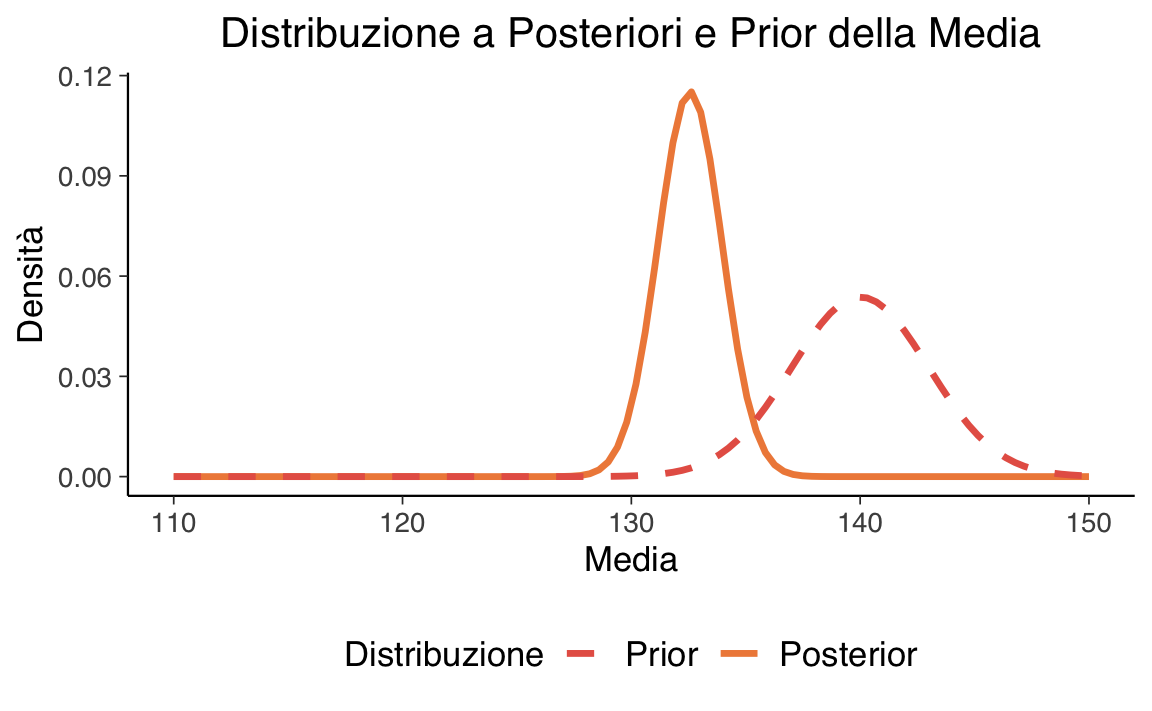 Distribuzione a Posteriori e Prior della Media
0.12
0.09
0.06
0.03
0.00
Densità
110 120 130 140 150
Media
Distribuzione Prior Posterior